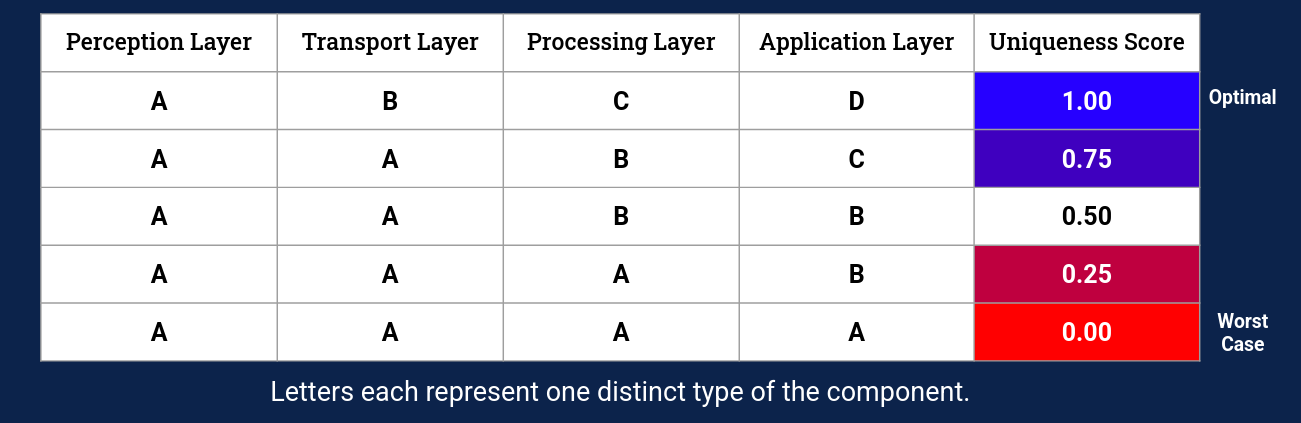 Perception Layer Transport Layer Processing Layer Application Layer Uniqueness Score
A B C D 1.00 Optimal
A A B C 0.75
A A B B 0.50
A A A B 0.25
A A A A 0.00 Worst Case
Letters each represent one distinct type of the component.